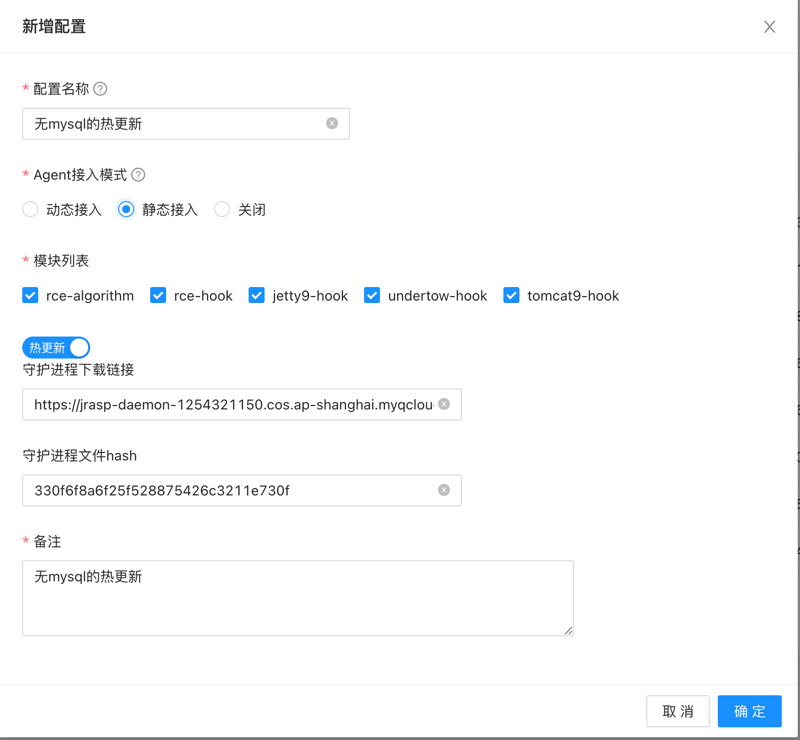 新增配置
* 配置名称
无mysql的热更新
* Agent接入模式
动态接入 静态接入 关闭
* 模块列表
rce-algorithm rce-hook jetty9-hook undertow-hook tomcat9-hook
热更新
守护进程下载链接
https://jrasp-daemon-1254321150.cos.ap-shanghai.myqclou
守护进程文件hash
330f6f8a6f25f528875426c3211e730f
* 备注
无mysql的热更新
取 消 确 定